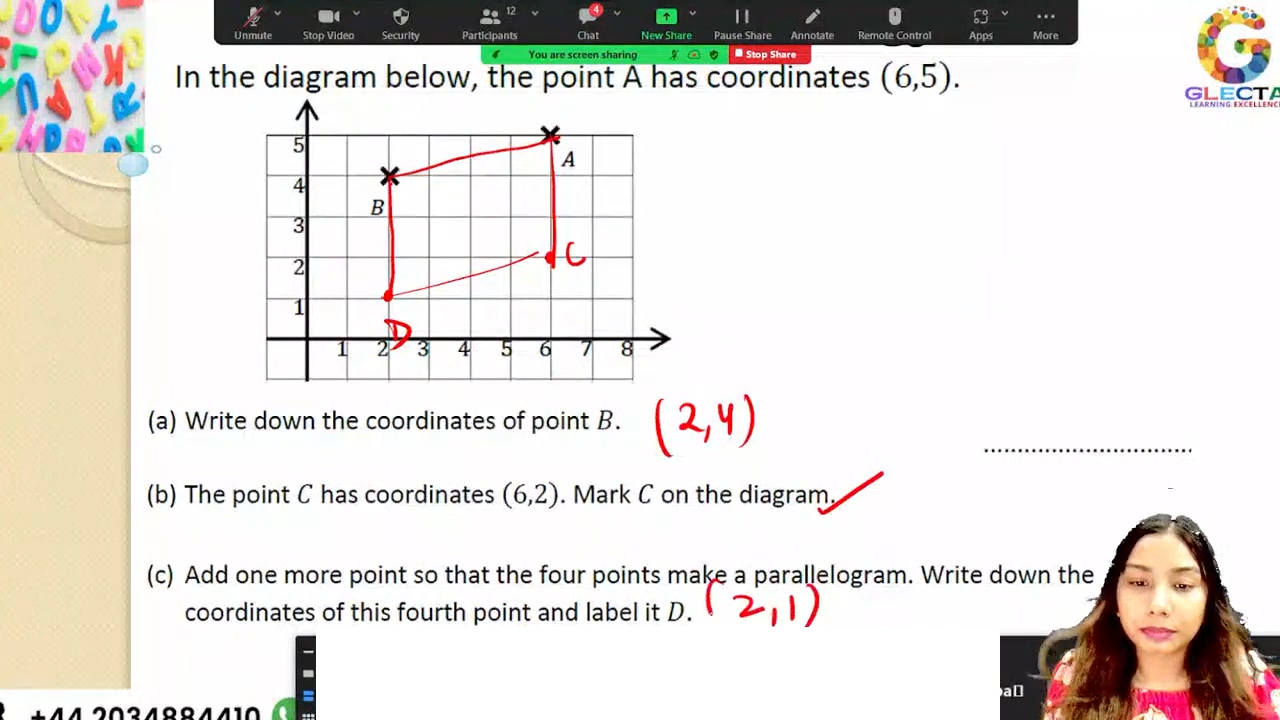 Unmute
Stop Video
Security
Participants
12
Chat
4
New Share
Pause Share
Annotate
Remote Control
Apps
More
You are screen sharing
Stop Share
GLECTA
LEARNING EXCELLENCE
In the diagram below, the point A has coordinates (6,5).
5
4
3
2
1
1 2 3 4 5 6 7 8
A
B
C
D
(a) Write down the coordinates of point B. (2,4)
(b) The point C has coordinates (6,2). Mark C on the diagram.
(c) Add one more point so that the four points make a parallelogram. Write down the
coordinates of this fourth point and label it D. (2,1)
+44 2034884410